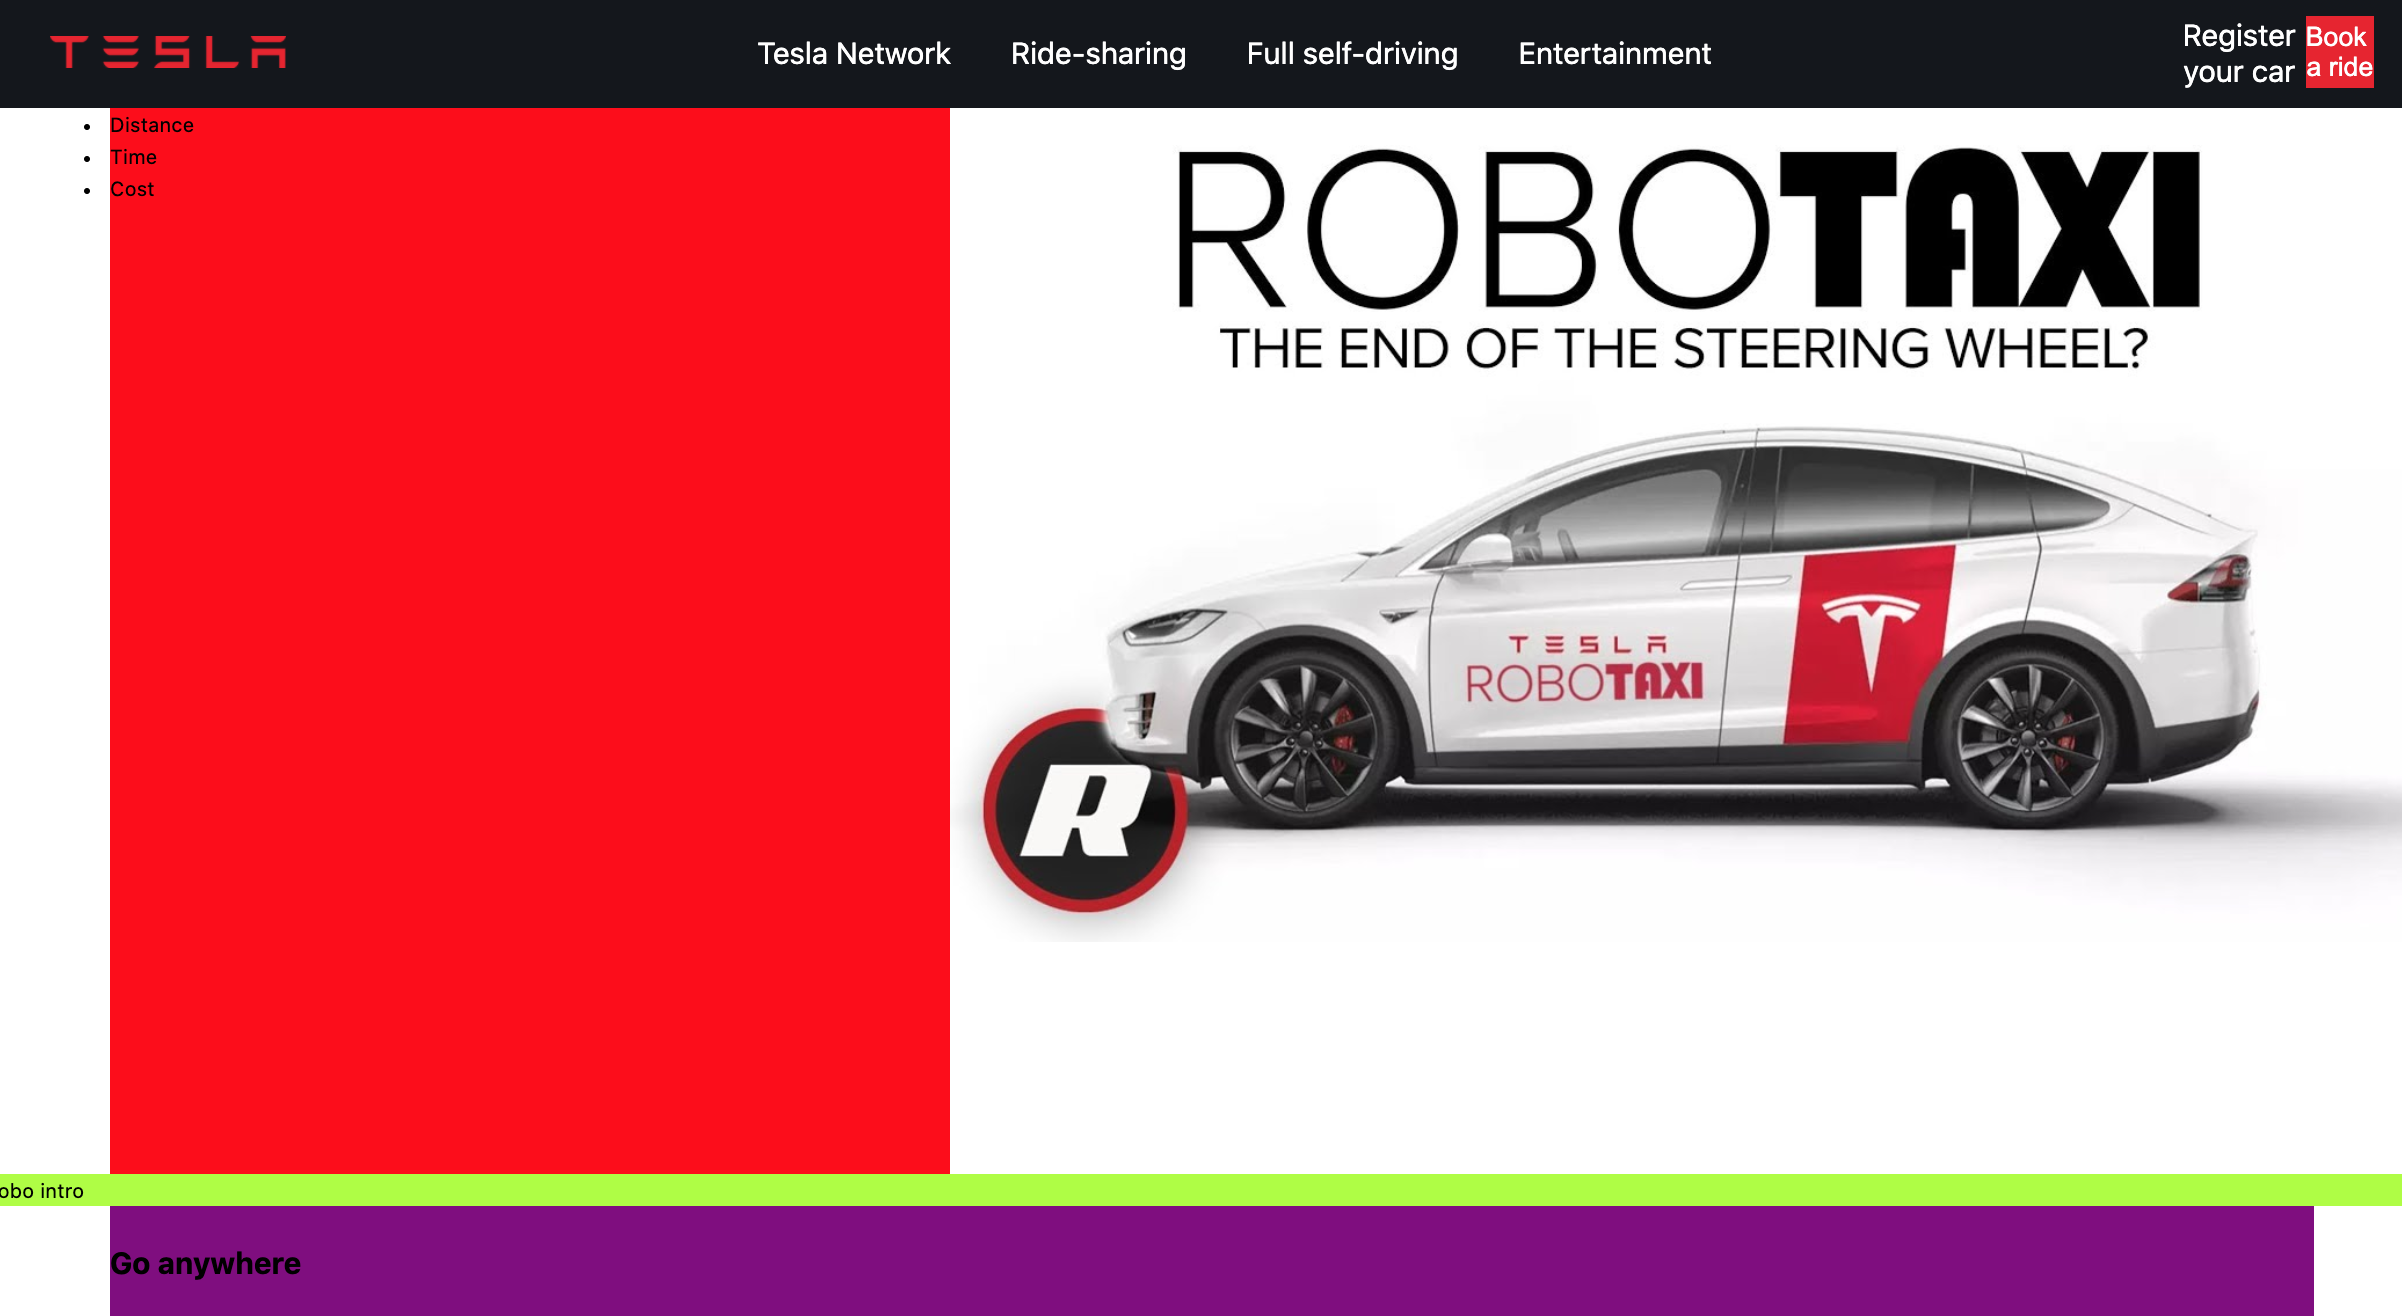 TESLA
Tesla Network
Ride-sharing
Full self-driving
Entertainment
Register
your car
Book
a ride
Distance
Time
Cost
ROBOTAXI
THE END OF THE STEERING WHEEL?
TESLA
ROBOTAXI
R
obo intro
Go anywhere